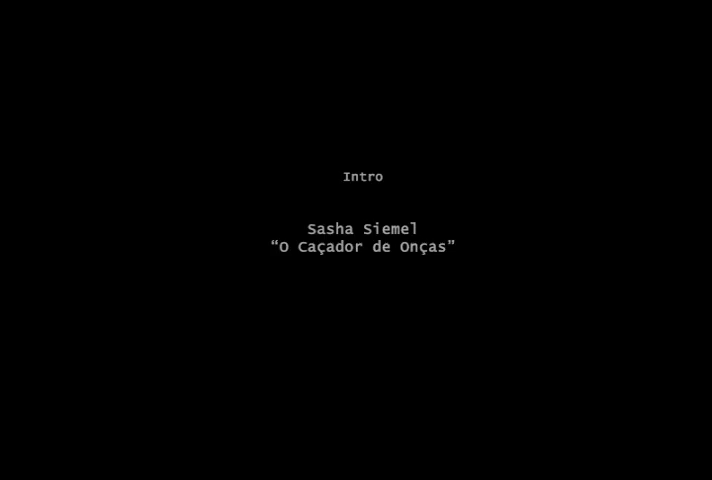 Intro
Sasha Siemel
“O Caçador de Onças”